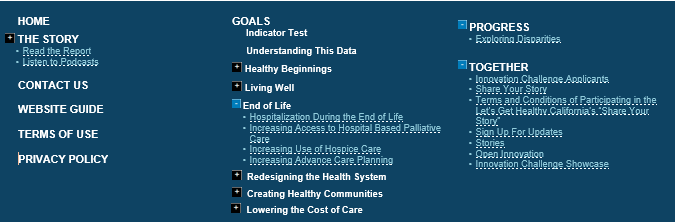 HOME
THE STORY
Read the Report
Listen to Podcasts
CONTACT US
WEBSITE GUIDE
TERMS OF USE
PRIVACY POLICY
GOALS
Indicator Test
Understanding This Data
Healthy Beginnings
Living Well
End of Life
Hospitalization During the End of Life
Increasing Access to Hospital Based Palliative
Care
Increasing Use of Hospice Care
Increasing Advance Care Planning
Redesigning the Health System
Creating Healthy Communities
Lowering the Cost of Care
PROGRESS
Exploring Disparities
TOGETHER
Innovation Challenge Applicants
Share Your Story
Terms and Conditions of Participating in the
Let's Get Healthy California's "Share Your
Story"
Sign Up For Updates
Stories
Open Innovation
Innovation Challenge Showcase